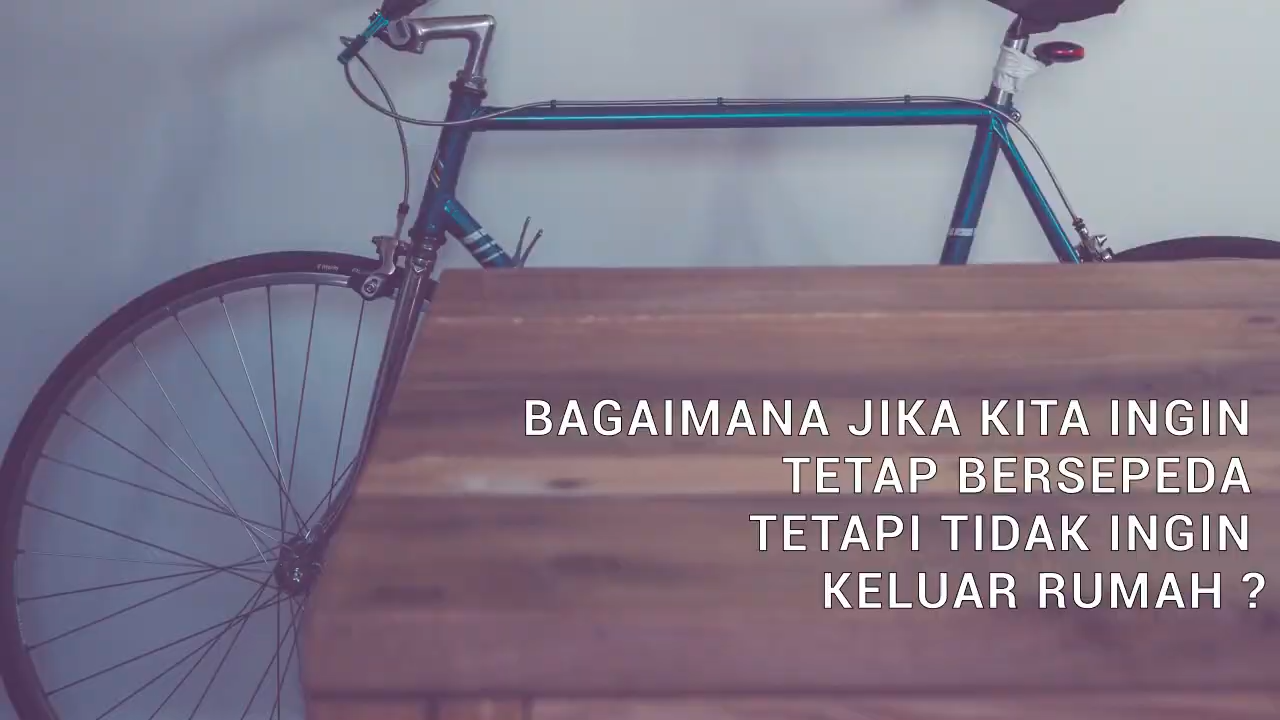 BAGAIMANA JIKA KITA INGIN
TETAP BERSEPEDA
TETAPI TIDAK INGIN
KELUAR RUMAH ?